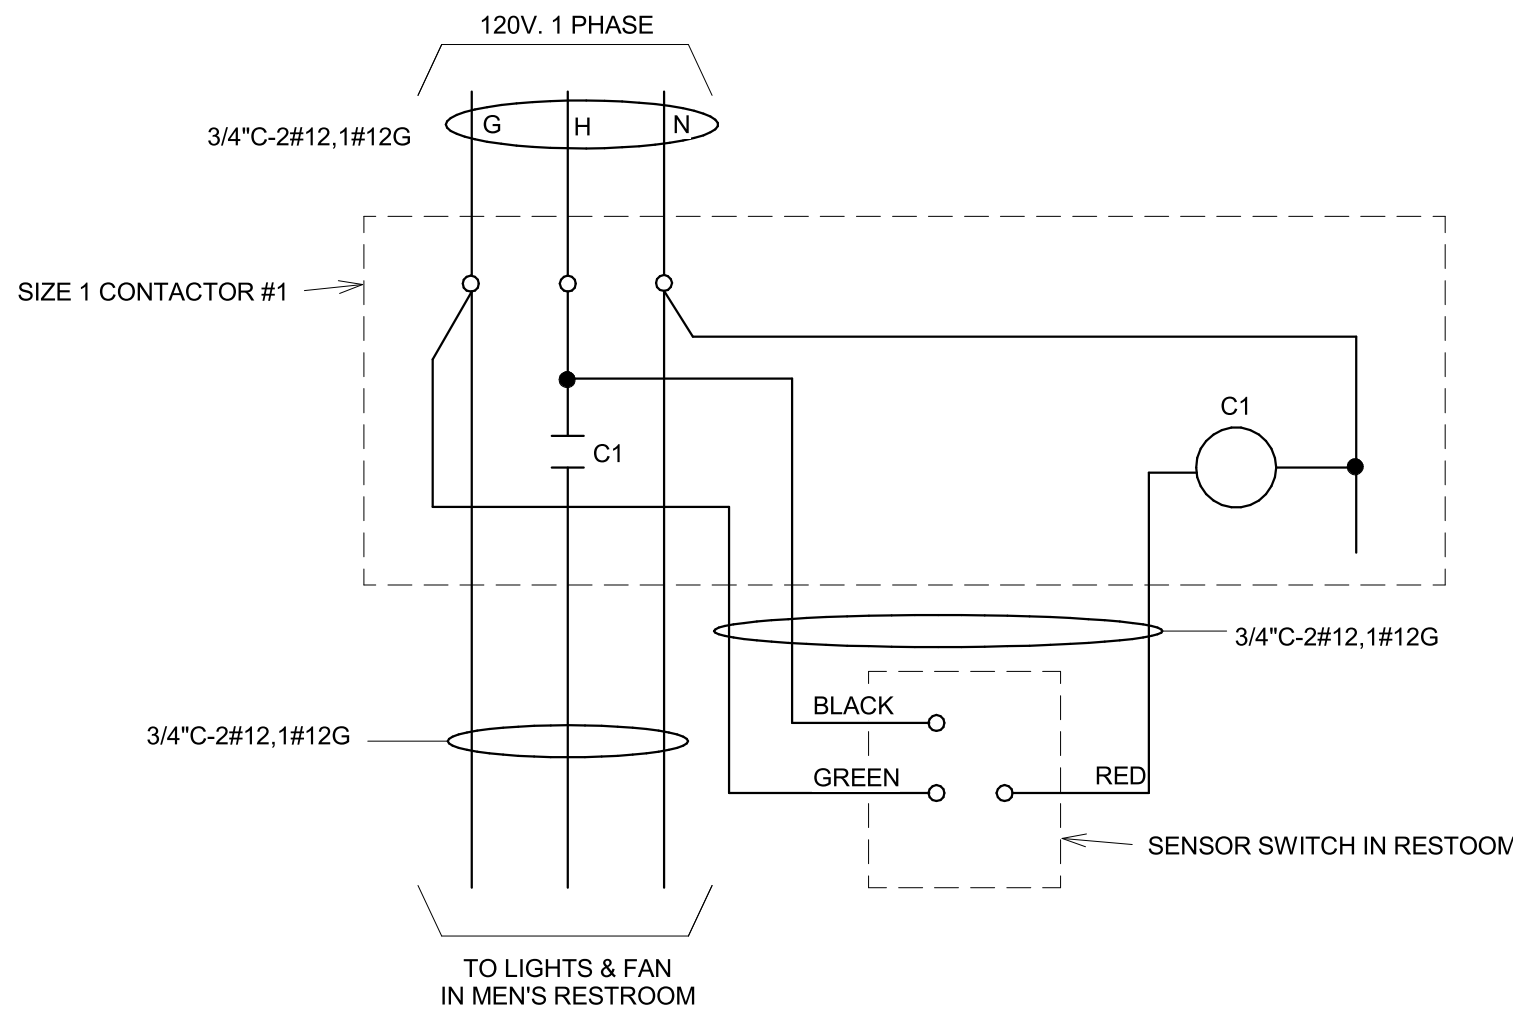 120V. 1 PHASE
3/4"C-2#12,1#12G
G
H
N
SIZE 1 CONTACTOR #1
C1
C1
3/4"C-2#12,1#12G
BLACK
3/4"C-2#12,1#12G
GREEN
RED
SENSOR SWITCH IN RESTOOM
TO LIGHTS & FAN
IN MEN'S RESTROOM